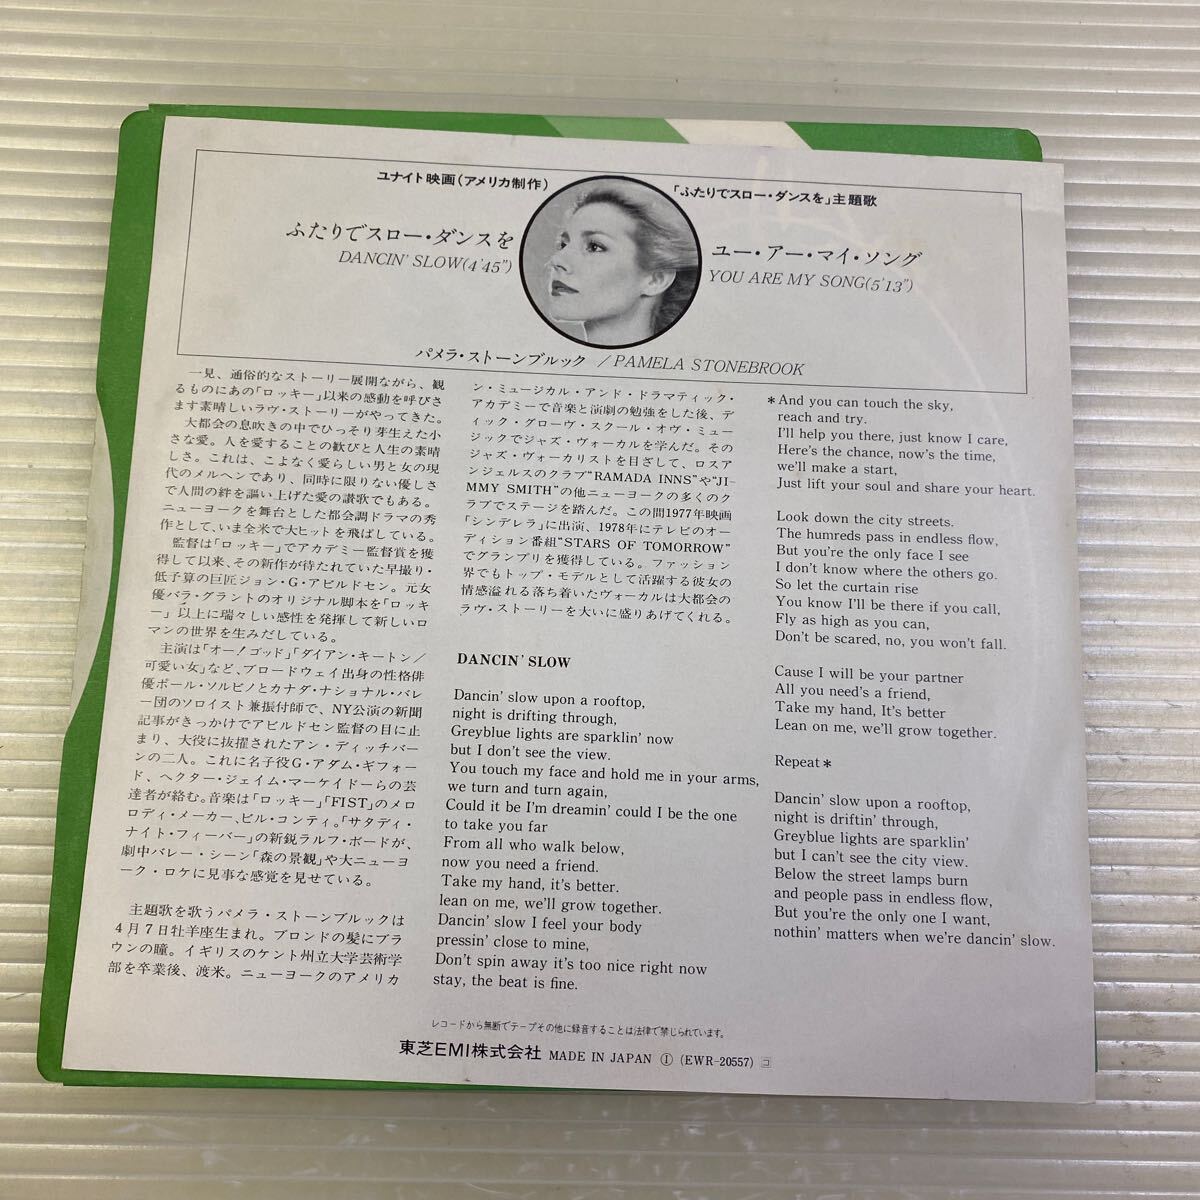 ユナイト映画(アメリカ制作)
「ふたりでスロー・ダンスを」主題歌
ふたりでスロー・ダンスを
DANCIN' SLOW(4'45")
ユー・アー・マイ・ソング
YOU ARE MY SONG(5'13")
パメラ・ストーンブルック / PAMELA STONEBROOK
一見、通俗的なストーリー展開ながら、観
るものにあの「ロッキー」以来の感動を呼びさ
ます素晴しいラヴ・ストーリーがやってきた。
大都会の息吹きの中でひっそり芽生えた小
さな愛。人を愛することの歓びと人生の素晴
しさ。これは、こよなく愛らしい男と女の現
代のメルヘンであり、同時に限りない優しさ
で人間の絆を謳い上げた愛の讃歌でもある。
ニューヨークを舞台とした都会調ドラマの秀
作として、いま全米で大ヒットを飛ばしている。
監督は「ロッキー」でアカデミー監督賞を獲
得して以来、その新作が待たれていた早撮り・
低予算の巨匠ジョン・G・アビルドセン。元女
優バラ・グラントのオリジナル脚本を「ロッキ
ー」以上に瑞々しい感性を発揮して新しいロ
マンの世界を生みだしている。
主演は「オー!ゴッド」「ダイアン・キートン/
可愛い女」など、ブロードウェイ出身の性格俳
優ポール・ソルビノとカナダ・ナショナル・バレ
ー団のソロイスト兼振付師で、NY公演の新聞
記事がきっかけでアビルドセン監督の目に止
まり、大役に抜擢されたアン・ディッチバー
ンの二人。これに名子役G・アダム・ギフォー
ド、ヘクター・ジェイム・マーケイドーらの芸
達者が絡む。音楽は「ロッキー」「FIST」のメロ
ロディ・メーカー、ビル・コンティ。「サタディ・
ナイト・フィーバー」の新鋭ラルフ・ボードが、
劇中バレー・シーン「森の景観」や大ニューヨ
ーク・ロケに見事な感覚を見せている。
主題歌を歌うパメラ・ストーンブルックは
4月7日牡羊座生まれ。ブロンドの髪にブラ
ウンの瞳。イギリスのケント州立大学芸術学
部を卒業後、渡米。ニューヨークのアメリカ
ン・ミュージカル・アンド・ドラマティック・
アカデミーで音楽と演劇の勉強をした後、デ
ィック・グローヴ・スクール・オヴ・ミュー
ジックでジャズ・ヴォーカルを学んだ。その
ジャズ・ヴォーカリストを目ざして、ロスア
ンジェルスのクラブ"RAMADA INNS"や"JI-
MMY SMITH"の他ニューヨークの多くのク
ラブでステージを踏んだ。この間1977年映画
「シンデレラ」に出演、1978年にテレビのオー
ディション番組"STARS OF TOMORROW"
でグランプリを獲得している。ファッション
界でもトップ・モデルとして活躍する彼女の
情感溢れる落ち着いたヴォーカルは大都会の
ラヴ・ストーリーを大いに盛りあげてくれる。
DANCIN' SLOW
Dancin' slow upon a rooftop,
night is drifting through,
Greyblue lights are sparklin' now
but I don't see the view.
You touch my face and hold me in your arms,
we turn and turn again,
Could it be I'm dreamin' could I be the one
to take you far
From all who walk below,
now you need a friend.
Take my hand, it's better.
lean on me, we'll grow together.
Dancin' slow I feel your body
pressin' close to mine,
Don't spin away it's too nice right now
stay, the beat is fine.
*And you can touch the sky,
reach and try.
I'll help you there, just know I care,
Here's the chance, now's the time,
we'll make a start,
Just lift your soul and share your heart.
Look down the city streets.
The humreds pass in endless flow,
But you're the only face I see
I don't know where the others go.
So let the curtain rise
You know I'll be there if you call,
Fly as high as you can,
Don't be scared, no, you won't fall.
Cause I will be your partner
All you need's a friend,
Take my hand, It's better
Lean on me, we'll grow together.
Repeat*
Dancin' slow upon a rooftop,
night is driftin' through,
Greyblue lights are sparklin'
but I can't see the city view.
Below the street lamps burn
and people pass in endless flow,
But you're the only one I want,
nothin' matters when we're dancin' slow.
レコードから無断でテープその他に録音することは法律で禁じられています。
東芝EMI株式会社 MADE IN JAPAN Ⓘ (EWR-20557) コ